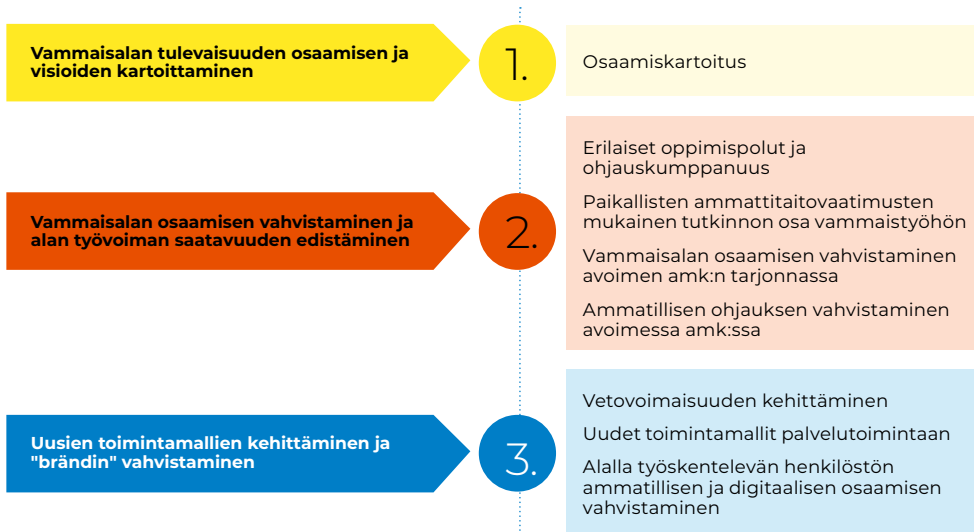 Vammaisalan tulevaisuuden osaamisen ja
visioiden kartoittaminen
1.
Osaamiskartoitus
Vammaisalan osaamisen vahvistaminen ja
alan työvoiman saatavuuden edistäminen
2.
Erilaiset oppimispolut ja
ohjauskumppanuus
Paikallisten ammattitaitovaatimusten
mukainen tutkinnon osa vammaistyöhön
Vammaisalan osaamisen vahvistaminen
avoimen amk:n tarjonnassa
Ammatillisen ohjauksen vahvistaminen
avoimessa amk:ssa
Uusien toimintamallien kehittäminen ja
"brändin" vahvistaminen
3.
Vetovoimaisuuden kehittäminen
Uudet toimintamallit palvelutoimintaan
Alalla työskentelevän henkilöstön
ammatillisen ja digitaalisen osaamisen
vahvistaminen